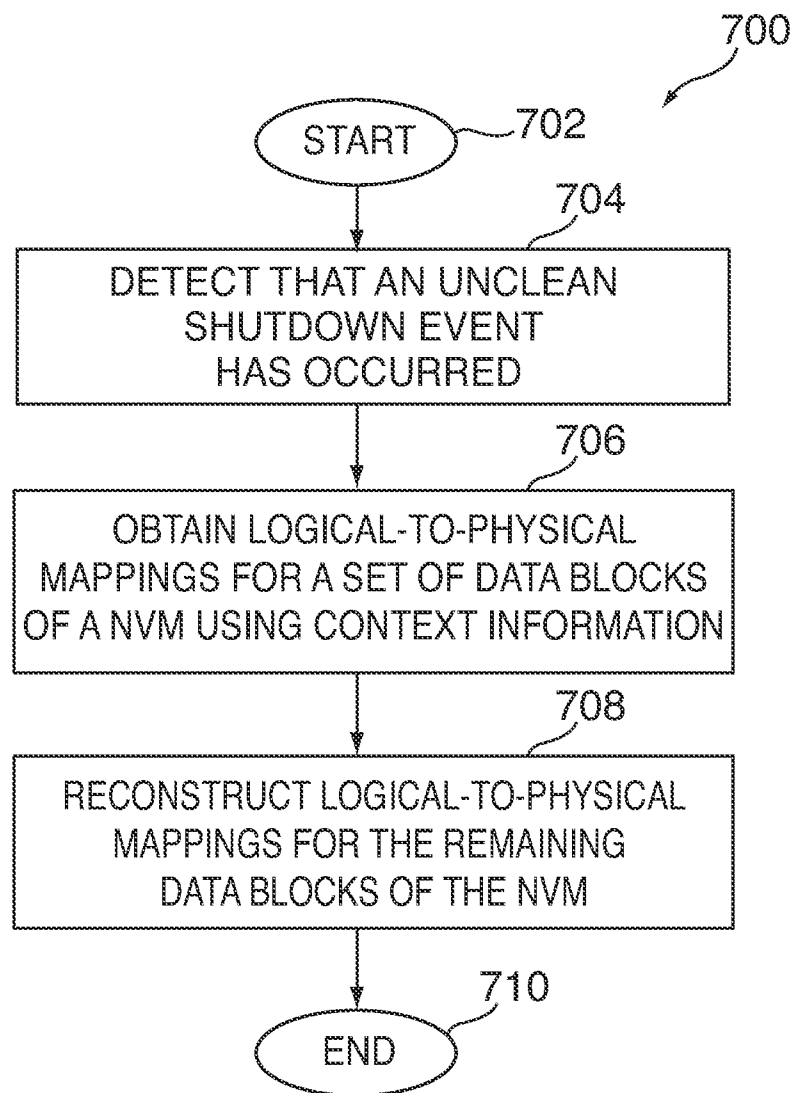 700
START
702
704
DETECT THAT AN UNCLEAN
SHUTDOWN EVENT
HAS OCCURRED
706
OBTAIN LOGICAL-TO-PHYSICAL
MAPPINGS FOR A SET OF DATA BLOCKS
OF A NVM USING CONTEXT INFORMATION
708
RECONSTRUCT LOGICAL-TO-PHYSICAL
MAPPINGS FOR THE REMAINING
DATA BLOCKS OF THE NVM
710
END